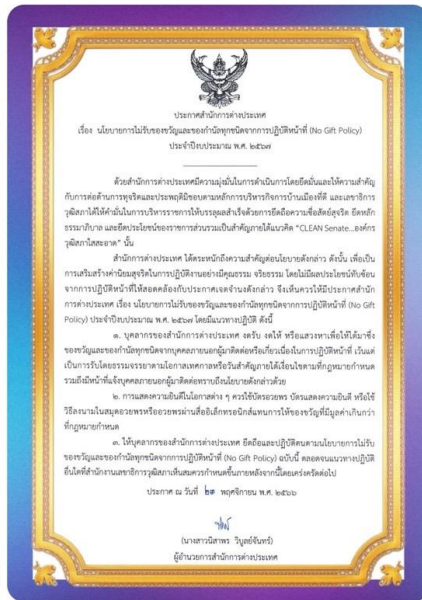 ประกาศสำนักการต่างประเทศ
เรื่อง นโยบายการไม่รับของขวัญและของกำนัลทุกชนิดจากการปฏิบัติหน้าที่ (No Gift Policy)
ประจำปีงบประมาณ พ.ศ. ๒๕๖๗
ด้วยสำนักการต่างประเทศมีความมุ่งมั่นในการดำเนินการโดยยึดมั่นและให้ความสำคัญ
กับการต่อต้านการทุจริตและประพฤติมิชอบตามหลักการบริหารกิจการบ้านเมืองที่ดี และเลขาธิการ
วุฒิสภาได้ให้คำมั่นในการบริหารราชการให้บรรลุผลสำเร็จด้วยการยึดถือความซื่อสัตย์สุจริต ยึดหลัก
ธรรมาภิบาล และยึดประโยชน์ของราชการส่วนรวมเป็นสำคัญภายใต้แนวคิด “CLEAN Senate...องค์กร
วุฒิสภาใสสะอาด” นั้น
สำนักการต่างประเทศ ได้ตระหนักถึงความสำคัญต่อนโยบายดังกล่าว ดังนั้น เพื่อเป็น
การเสริมสร้างค่านิยมสุจริตในการปฏิบัติงานอย่างมีคุณธรรม จริยธรรม โดยไม่มีผลประโยชน์ทับซ้อน
จากการปฏิบัติหน้าที่ให้สอดคล้องกับประกาศเจตจำนงดังกล่าว จึงเห็นควรให้มีประกาศสำนัก
การต่างประเทศ เรื่อง นโยบายการไม่รับของขวัญและของกำนัลทุกชนิดจากการปฏิบัติหน้าที่ (No Gift
Policy) ประจำปีงบประมาณ พ.ศ. ๒๕๖๗ โดยมีแนวทางปฏิบัติ ดังนี้
๑. บุคลากรของสำนักการต่างประเทศ งดรับ งดให้ หรือแสวงหาเพื่อให้ได้มาซึ่ง
ของขวัญและของกำนัลทุกชนิดจากบุคคลภายนอกผู้มาติดต่อหรือเกี่ยวเนื่องในการปฏิบัติหน้าที่ เว้นแต่
เป็นการรับโดยธรรมจรรยาตามโอกาสเทศกาลหรือวันสำคัญภายใต้เงื่อนไขตามที่กฎหมายกำหนด
รวมถึงมีหน้าที่แจ้งบุคคลภายนอกผู้มาติดต่อทราบถึงนโยบายดังกล่าวด้วย
๒. การแสดงความยินดีในโอกาสต่าง ๆ ควรใช้บัตรอวยพร บัตรแสดงความยินดี หรือใช้
วิธีลงนามในสมุดอวยพรหรืออวยพรผ่านสื่ออิเล็กทรอนิกส์แทนการให้ของขวัญที่มีมูลค่าเกินกว่า
ที่กฎหมายกำหนด
๓. ให้บุคลากรของสำนักการต่างประเทศ ยึดถือและปฏิบัติตนตามนโยบายการไม่รับ
ของขวัญและของกำนัลทุกชนิดจากการปฏิบัติหน้าที่ (No Gift Policy) ฉบับนี้ ตลอดจนแนวทางปฏิบัติ
อื่นใดที่สำนักงานเลขาธิการวุฒิสภาเห็นสมควรกำหนดขึ้นภายหลังจากนี้โดยเคร่งครัดต่อไป
ประกาศ ณ วันที่ พฤศจิกายน พ.ศ. ๒๕๖๖
(นางสาวนิสาพร วิบูลย์จันทร์)
ผู้อำนวยการสำนักการต่างประเทศ